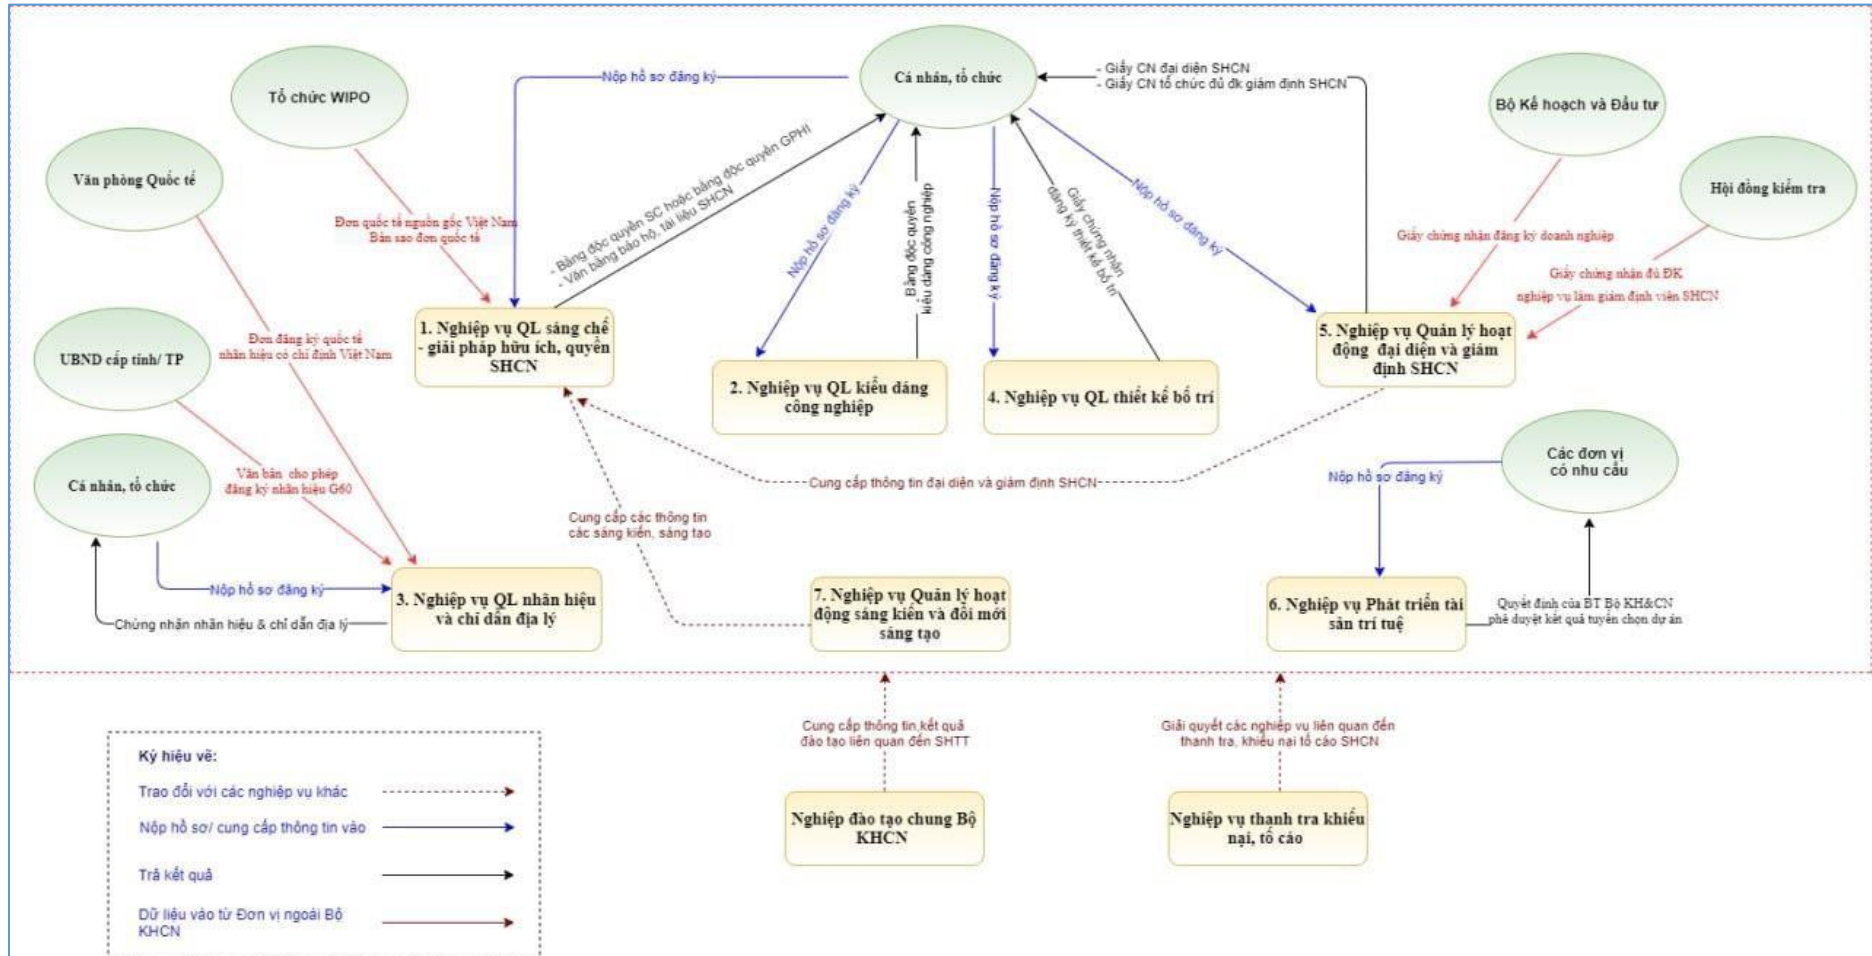 Cá nhân, tổ chức
Tổ chức WIPO
Nộp hồ sơ đăng ký
- Giấy CN đại diện SHCN
- Giấy CN tổ chức đủ đk giám định SHCN
Bộ Kế hoạch và Đầu tư
Văn phòng Quốc tế
Hội đồng kiểm tra
Đơn quốc tế nguồn gốc Việt Nam
Bản sao đơn quốc tế
- Bằng độc quyền SC hoặc bằng độc quyền GPHI
- Văn bằng bảo hộ, tài liệu SHCN
Nộp hồ sơ đăng ký
Bằng độc quyền
kiểu dáng công nghiệp
Nộp hồ sơ đăng ký
Giấy chứng nhận
đăng ký thiết kế bố trí
Nộp hồ sơ đăng ký
Giấy chứng nhận đăng ký doanh nghiệp
Giấy chứng nhận đủ ĐK
nghiệp vụ làm giám định viên SHCN
Đơn đăng ký quốc tế
nhãn hiệu có chỉ định Việt Nam
1. Nghiệp vụ QL sáng chế
- giải pháp hữu ích, quyền
SHCN
2. Nghiệp vụ QL kiểu dáng
công nghiệp
4. Nghiệp vụ QL thiết kế bố trí
5. Nghiệp vụ Quản lý hoạt
động đại diện và giám
định SHCN
UBND cấp tỉnh/ TP
Văn bản cho phép
đăng ký nhãn hiệu G60
Cá nhân, tổ chức
Cung cấp thông tin đại diện và giám định SHCN
Các đơn vị
có nhu cầu
Nộp hồ sơ đăng ký
Cung cấp các thông tin
các sáng kiến, sáng tạo
Nộp hồ sơ đăng ký
Chứng nhận nhãn hiệu & chỉ dẫn địa lý
3. Nghiệp vụ QL nhãn hiệu
và chỉ dẫn địa lý
7. Nghiệp vụ Quản lý hoạt
động sáng kiến và đổi mới
sáng tạo
6. Nghiệp vụ Phát triển tài
sản trí tuệ
Quyết định của BT Bộ KH&CN
phê duyệt kết quả tuyển chọn dự án
Cung cấp thông tin kết quả
đào tạo liên quan đến SHTT
Giải quyết các nghiệp vụ liên quan đến
thanh tra, khiếu nại tố cáo SHCN
Nghiệp đào tạo chung Bộ
KHCN
Nghiệp vụ thanh tra khiếu
nại, tố cáo
Ký hiệu vẽ:
Trao đổi với các nghiệp vụ khác
Nộp hồ sơ/ cung cấp thông tin vào
Trả kết quả
Dữ liệu vào từ Đơn vị ngoài Bộ
KHCN